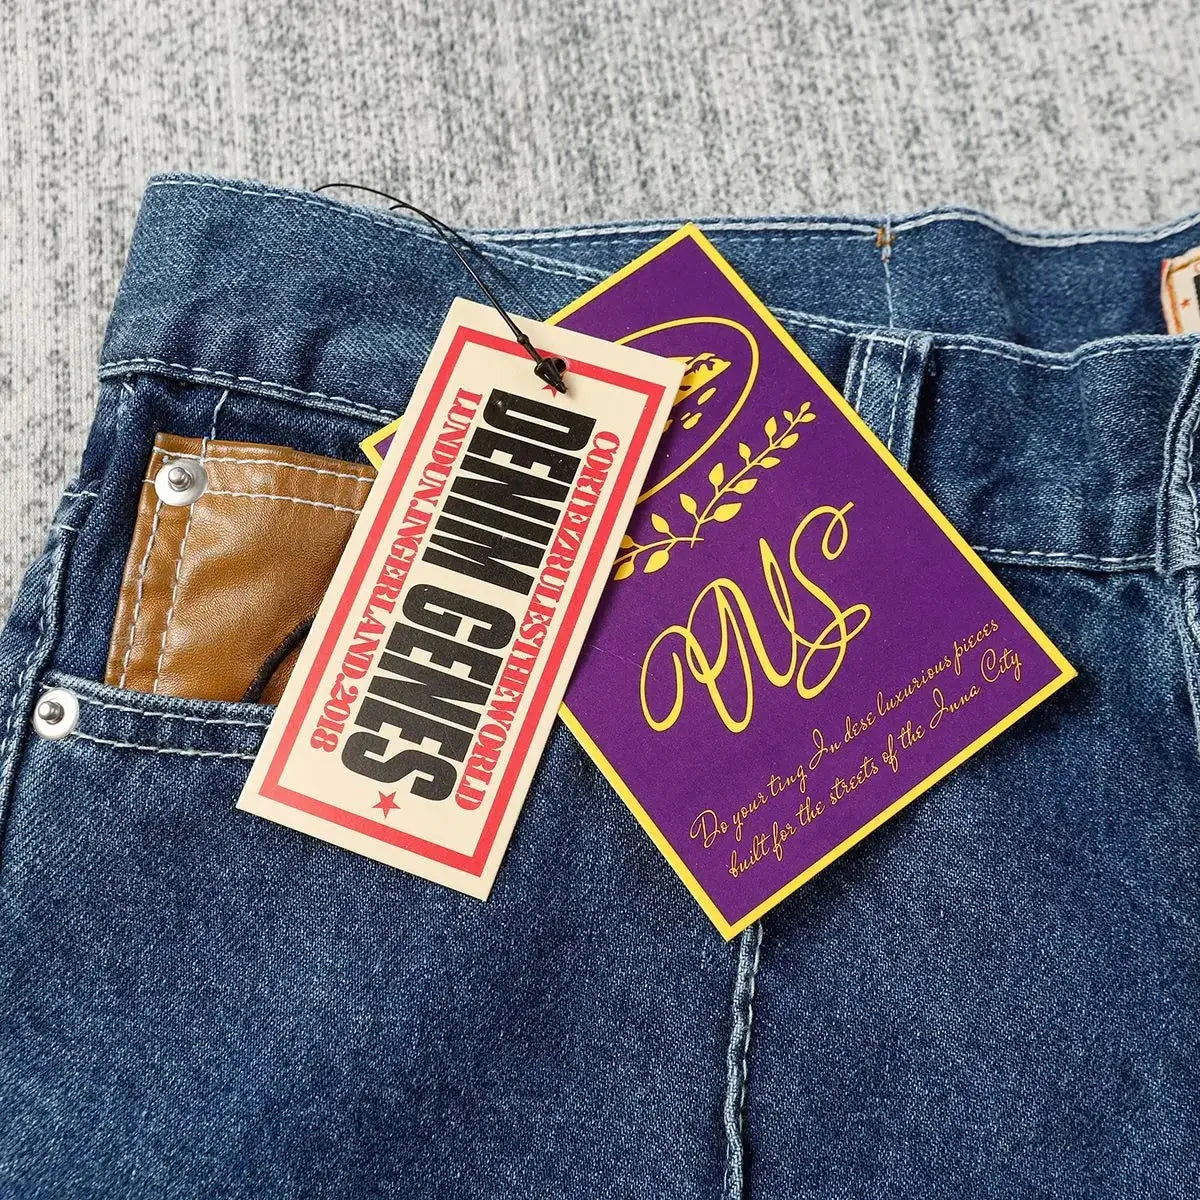 CORTEZRULESTHEWORLD
DENIM GENES
LUNDUN.INGERLAND.2018
Do your ting In dese luxurious pieces
built for the streets of the Inna City